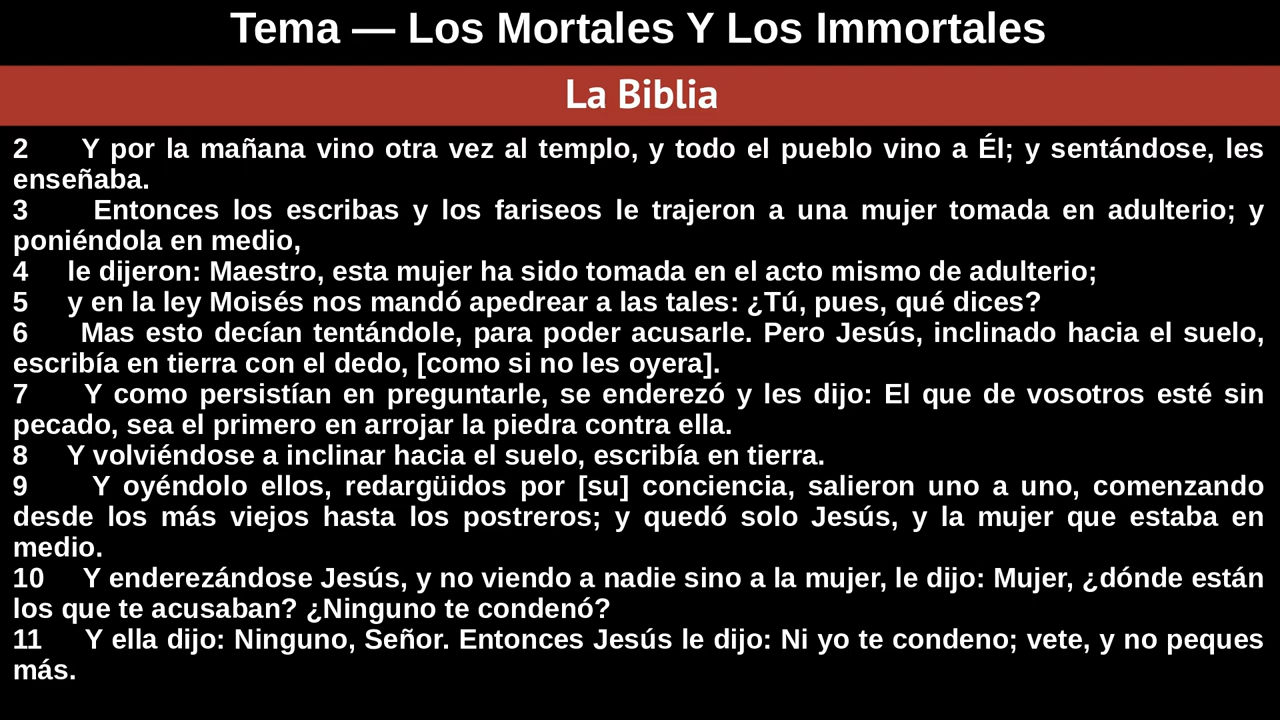 Tema — Los Mortales Y Los Immortales
La Biblia
2 Y por la mañana vino otra vez al templo, y todo el pueblo vino a Él; y sentándose, les
enseñaba.
3 Entonces los escribas y los fariseos le trajeron a una mujer tomada en adulterio; y
poniéndola en medio,
4 le dijeron: Maestro, esta mujer ha sido tomada en el acto mismo de adulterio;
5 y en la ley Moisés nos mandó apedrear a las tales: ¿Tú, pues, qué dices?
6 Mas esto decían tentándole, para poder acusarle. Pero Jesús, inclinado hacia el suelo,
escribía en tierra con el dedo, [como si no les oyera].
7 Y como persistían en preguntarle, se enderezó y les dijo: El que de vosotros esté sin
pecado, sea el primero en arrojar la piedra contra ella.
8 Y volviéndose a inclinar hacia el suelo, escribía en tierra.
9 Y oyéndolo ellos, redargüidos por [su] conciencia, salieron uno a uno, comenzando
desde los más viejos hasta los postreros; y quedó solo Jesús, y la mujer que estaba en
medio.
10 Y enderezándose Jesús, y no viendo a nadie sino a la mujer, le dijo: Mujer, ¿dónde están
los que te acusaban? ¿Ninguno te condenó?
11 Y ella dijo: Ninguno, Señor. Entonces Jesús le dijo: Ni yo te condeno; vete, y no peques
más.